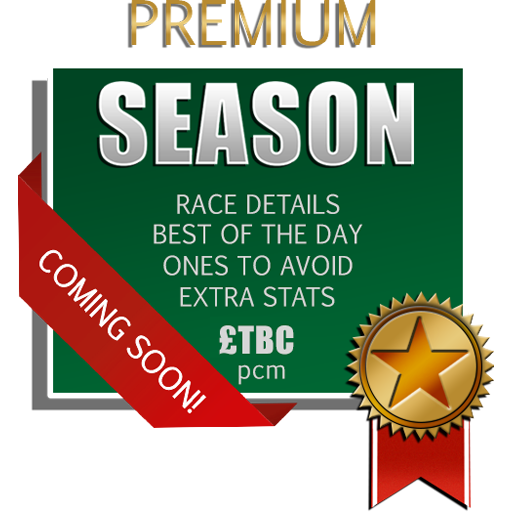 PREMIUM
SEASON
RACE DETAILS
BEST OF THE DAY
ONES TO AVOID
EXTRA STATS
£TBC
pcm
COMING SOON!